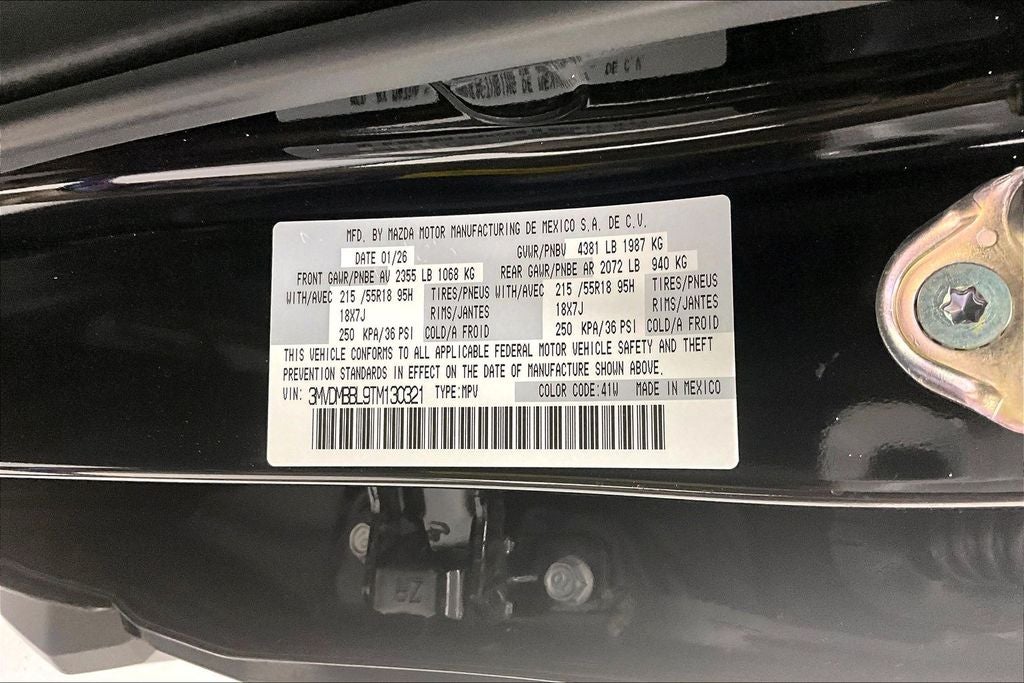 MFD. BY MAZDA MOTOR MANUFACTURING DE MEXICO S.A. DE C.V.
DATE 01/26 GVWR/PNBV 4381 LB 1987 KG
FRONT GAWR/PNBE AV 2355 LB 1068 KG REAR GAWR/PNBE AR 2072 LB 940 KG
WITH/AVEC 215 /55R18 95H TIRES/PNEUS WITH/AVEC 215 /55R18 95H TIRES/PNEUS
18X7J RIMS/JANTES 18X7J RIMS/JANTES
250 KPA/36 PSI COLD/A FROID 250 KPA/36 PSI COLD/A FROID
THIS VEHICLE CONFORMS TO ALL APPLICABLE FEDERAL MOTOR VEHICLE SAFETY AND THEFT
PREVENTION STANDARDS IN EFFECT ON THE DATE OF MANUFACTURE SHOWN ABOVE.
VIN: 3MVDMBBL9TM130321 TYPE:MPV COLOR CODE:41W MADE IN MEXICO